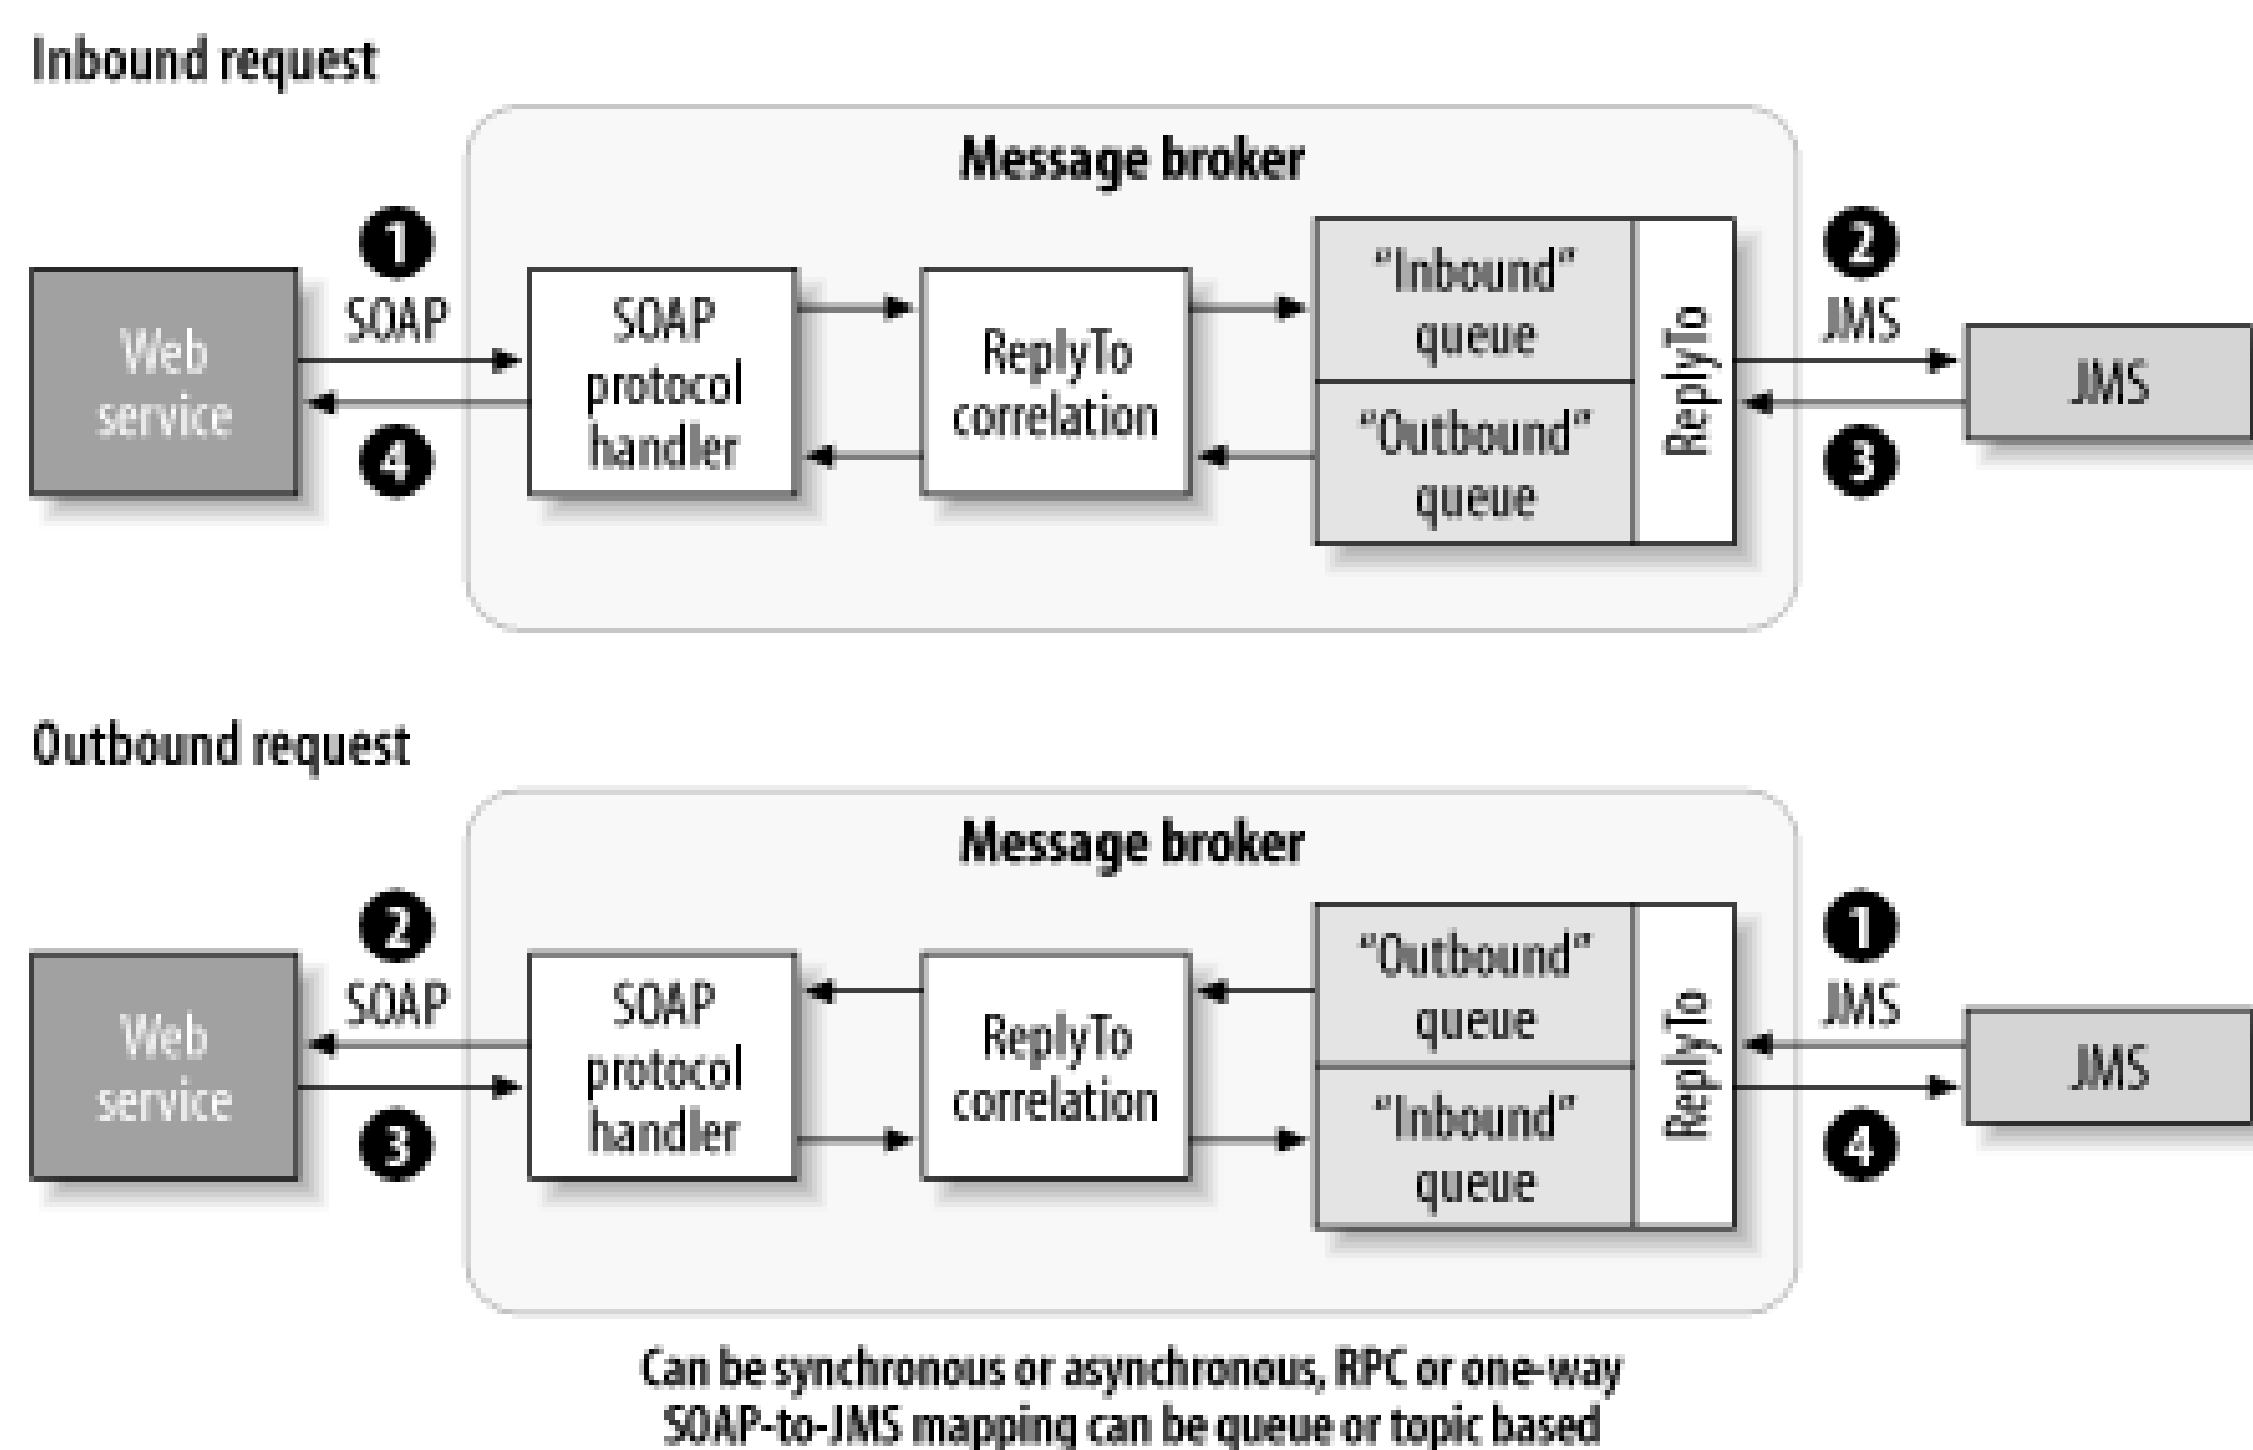 Inbound request
Message broker
1
SOAP
Web
service
4
SOAP
protocol
handler
ReplyTo
correlation
“Inbound”
queue
“Outbound”
queue
ReplyTo
2
JMS
3
JMS
Outbound request
Message broker
2
SOAP
Web
service
3
SOAP
protocol
handler
ReplyTo
correlation
“Outbound”
queue
“Inbound”
queue
ReplyTo
1
JMS
4
JMS
Can be synchronous or asynchronous, RPC or one-way
SOAP-to-JMS mapping can be queue or topic based